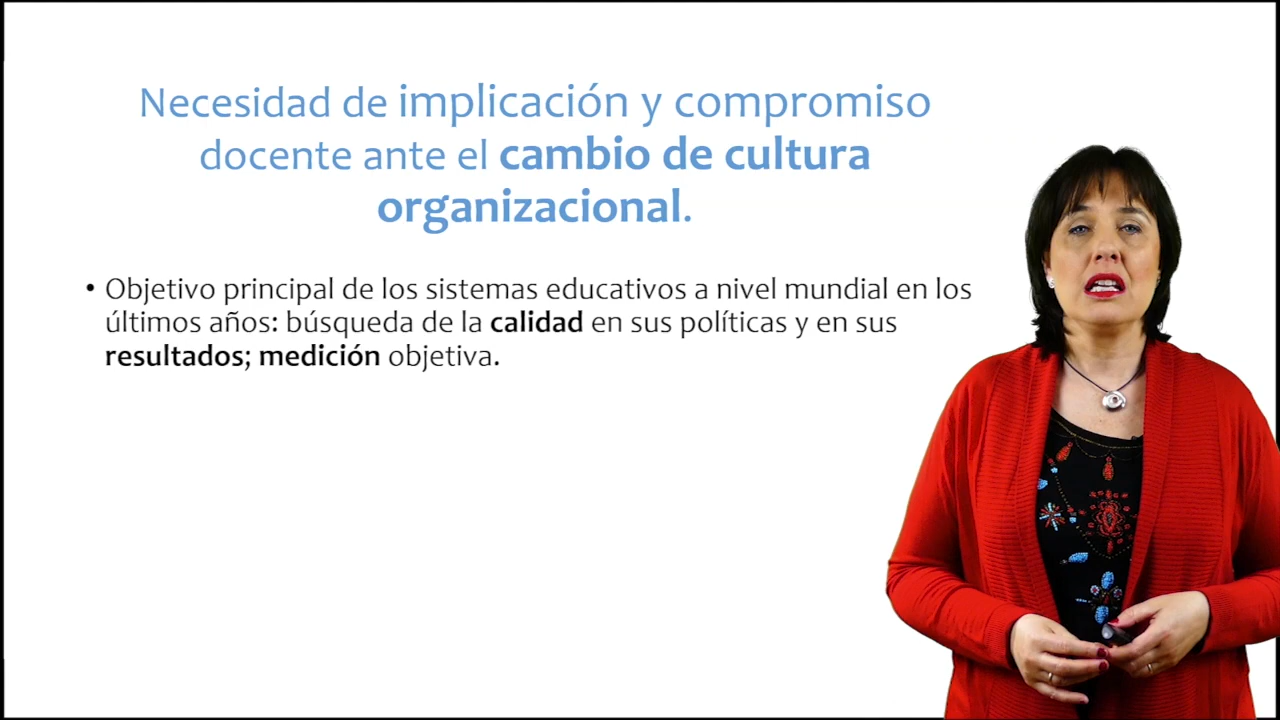 Necesidad de implicación y compromiso
docente ante el cambio de cultura
organizacional.
• Objetivo principal de los sistemas educativos a nivel mundial en los
últimos años: búsqueda de la calidad en sus políticas y en sus
resultados; medición objetiva.